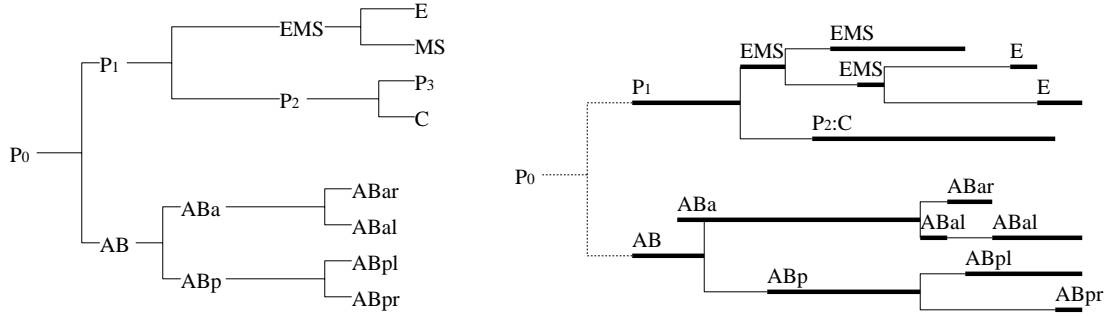 E
EMS
MS
P1
P3
P2
C
P0
ABar
ABa
ABal
AB
ABpl
ABp
ABpr
EMS
EMS
E
EMS
P1
E
P2:C
P0
ABar
ABa
ABal ABal
AB
ABpl
ABp
ABpr